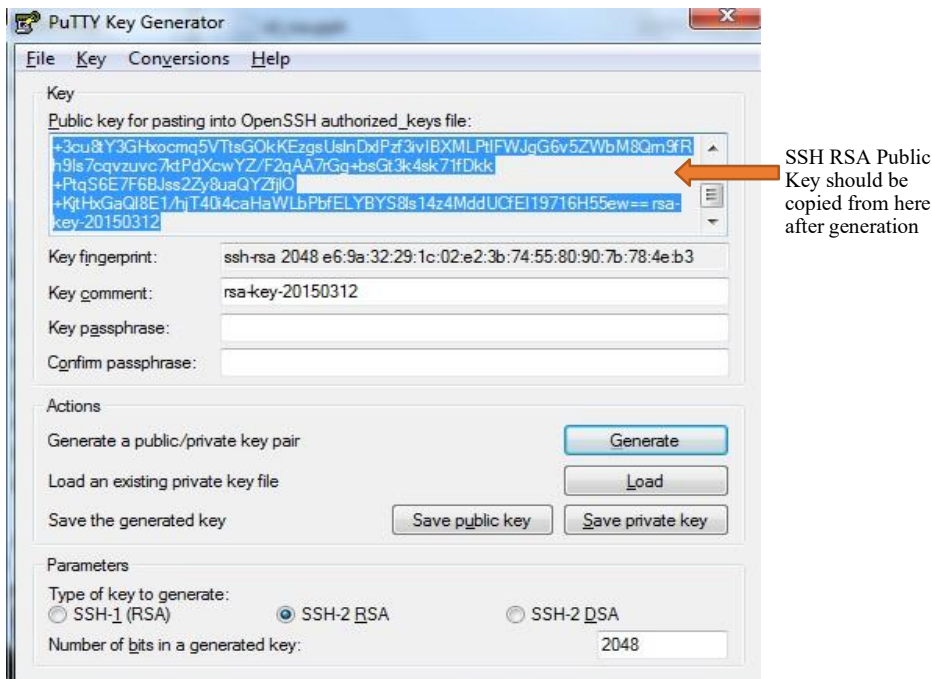 PuTTY Key Generator
File Key Conversions Help
Key
Public key for pasting into OpenSSH authorized_keys file:
+3cu8tY3GHxocmq5VTtsGOkKEzgsUslnDxlPzf3ivIBXMLPtIFWJgG6v5ZWbM8Qm9fR
h9Is7cqvzuvc7ktPdXcwYZ/F2qAA7rGq+bsGt3k4sk71fDkk
+PtqS6E7F6BJss2Zy8uaQYZfjlO
+KjtHxGaQI8E1/hjT40i4caHaWLbPbfELYBYS8ls14z4MddUCfEI19716H55ew== rsa-
key-20150312
SSH RSA Public
Key should be
copied from here
after generation
Key fingerprint: ssh-rsa 2048 e6:9a:32:29:1c:02:e2:3b:74:55:80:90:7b:78:4e:b3
Key comment: rsa-key-20150312
Key passphrase:
Confirm passphrase:
Actions
Generate a public/private key pair Generate
Load an existing private key file Load
Save the generated key Save public key Save private key
Parameters
Type of key to generate:
SSH-1 (RSA) SSH-2 RSA SSH-2 DSA
Number of bits in a generated key: 2048